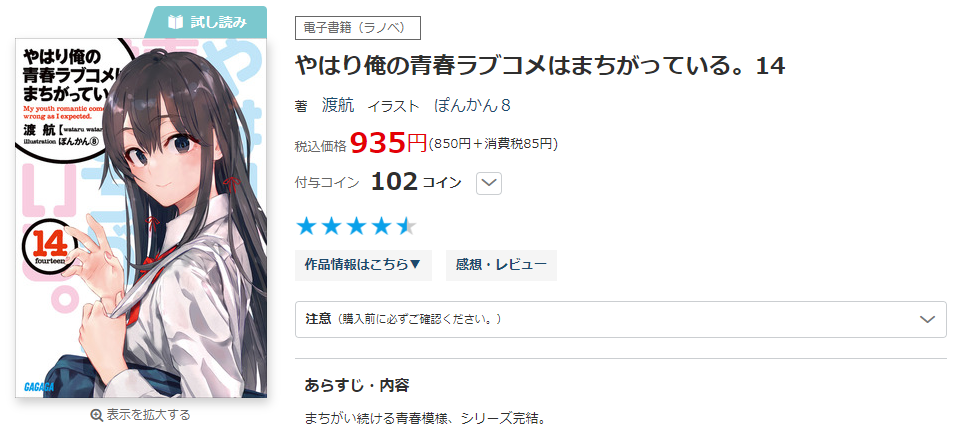 試し読み
やはり俺の
青春ラブコメは
まちがってい
My youth romantic come
wrong as I expected.
渡 航【wataru watar
illustration ぽんかん⑧
14
fourteen
GAGAGA
表示を拡大する
電子書籍（ラノベ）
やはり俺の青春ラブコメはまちがっている。14
著 渡航 イラスト ぽんかん８
税込価格 935円(850円＋消費税85円)
付与コイン 102コイン
作品情報はこちら▼
感想・レビュー
注意（購入前に必ずご確認ください。）
あらすじ・内容
まちがい続ける青春模様、シリーズ完結。